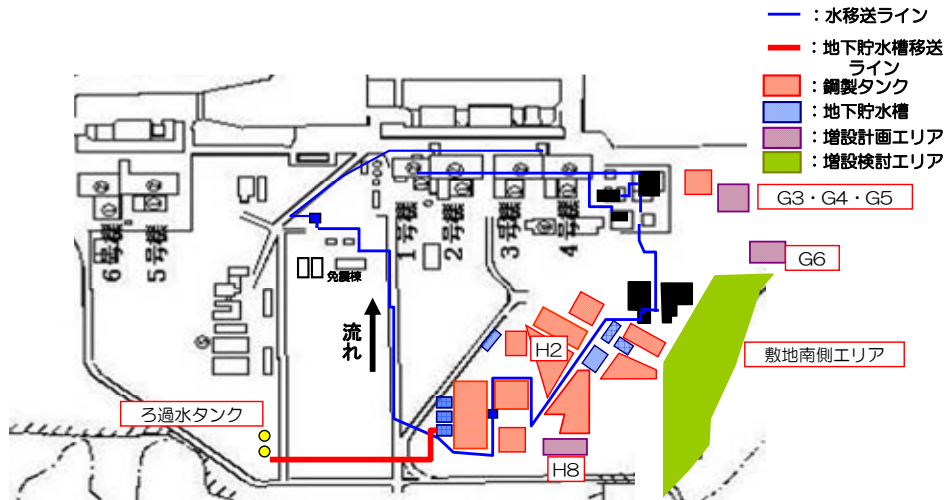 ：水移送ライン
：地下貯水槽移送
ライン
：鋼製タンク
：地下貯水槽
：増設計画エリア
：増設検討エリア
G3・G4・G5
G6
敷地南側エリア
6号機
5号機
1号機
2号機
3号機
4号機
免震棟
流れ
H2
ろ過水タンク
H8